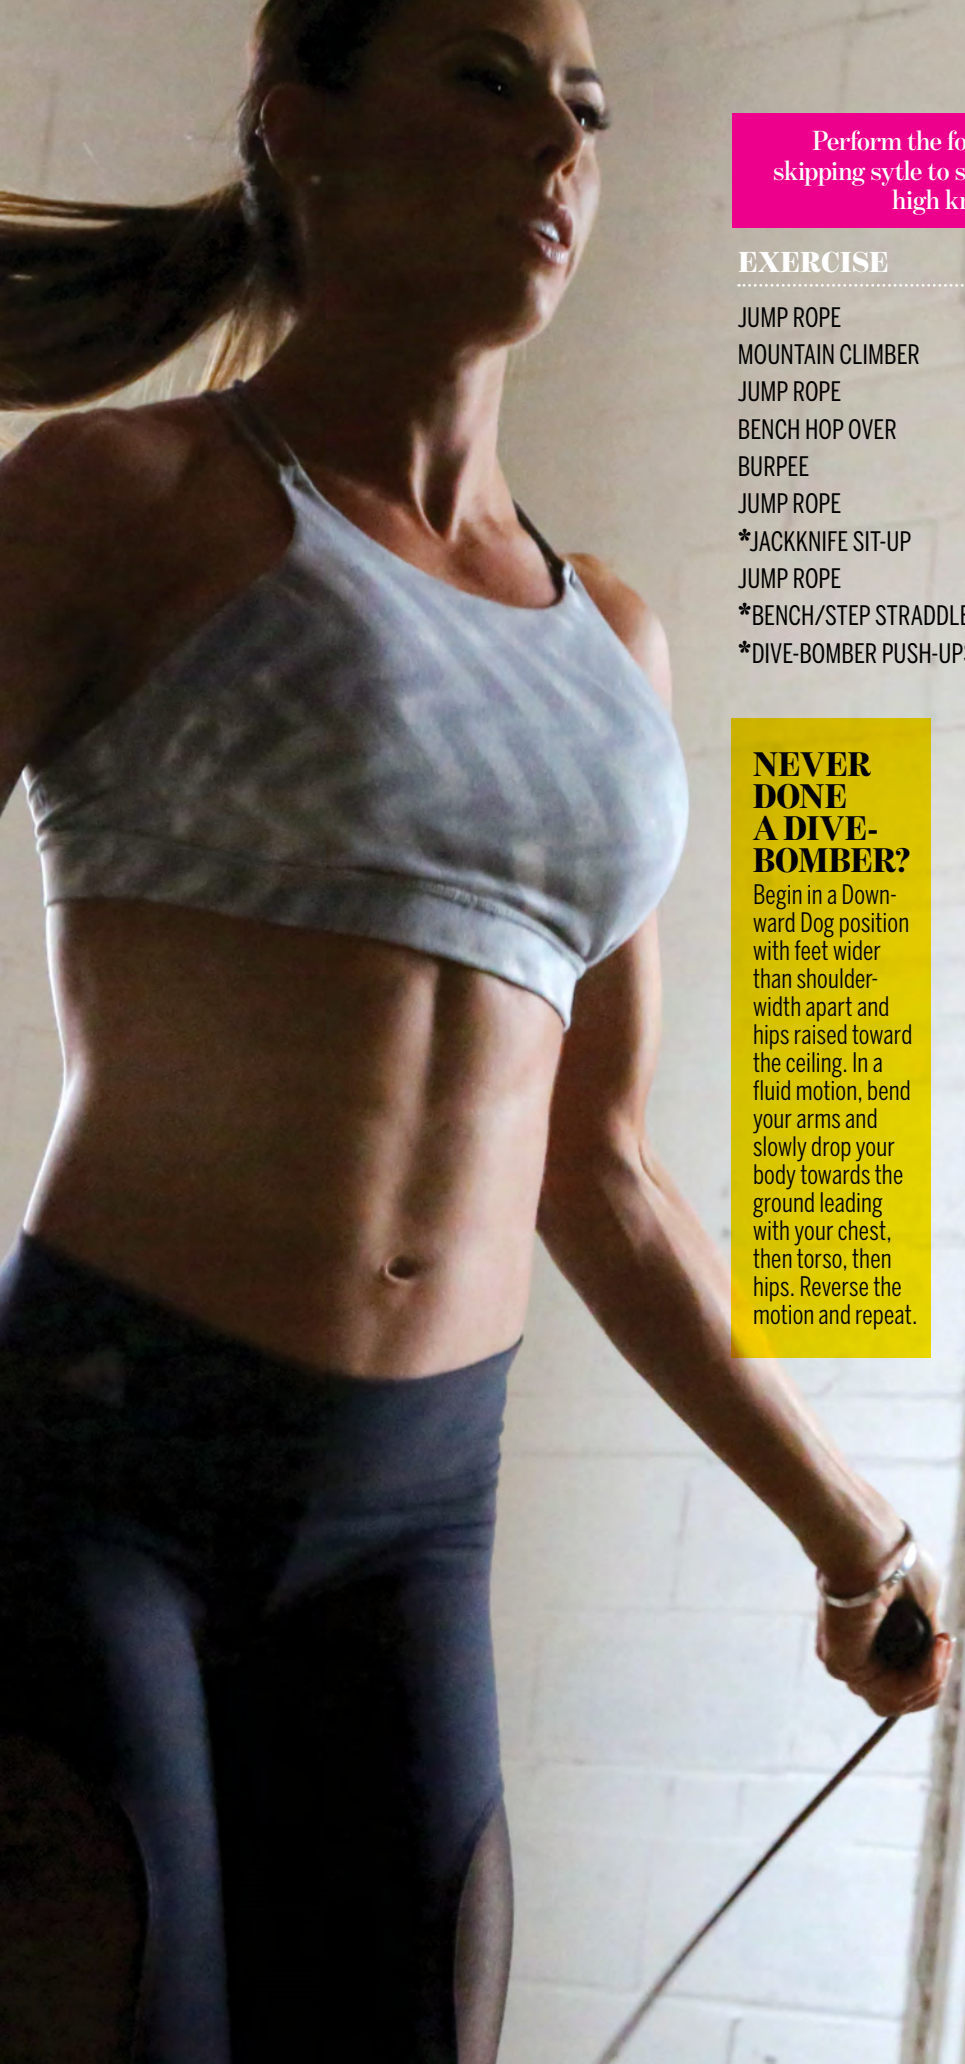 Perform the fo
skipping sytle to s
high kn
EXERCISE
JUMP ROPE
MOUNTAIN CLIMBER
JUMP ROPE
BENCH HOP OVER
BURPEE
JUMP ROPE
*JACKKNIFE SIT-UP
JUMP ROPE
*BENCH/STEP STRADDLE
*DIVE-BOMBER PUSH-UPS
NEVER
DONE
A DIVE-
BOMBER?
Begin in a Down-
ward Dog position
with feet wider
than shoulder-
width apart and
hips raised toward
the ceiling. In a
fluid motion, bend
your arms and
slowly drop your
body towards the
ground leading
with your chest,
then torso, then
hips. Reverse the
motion and repeat.